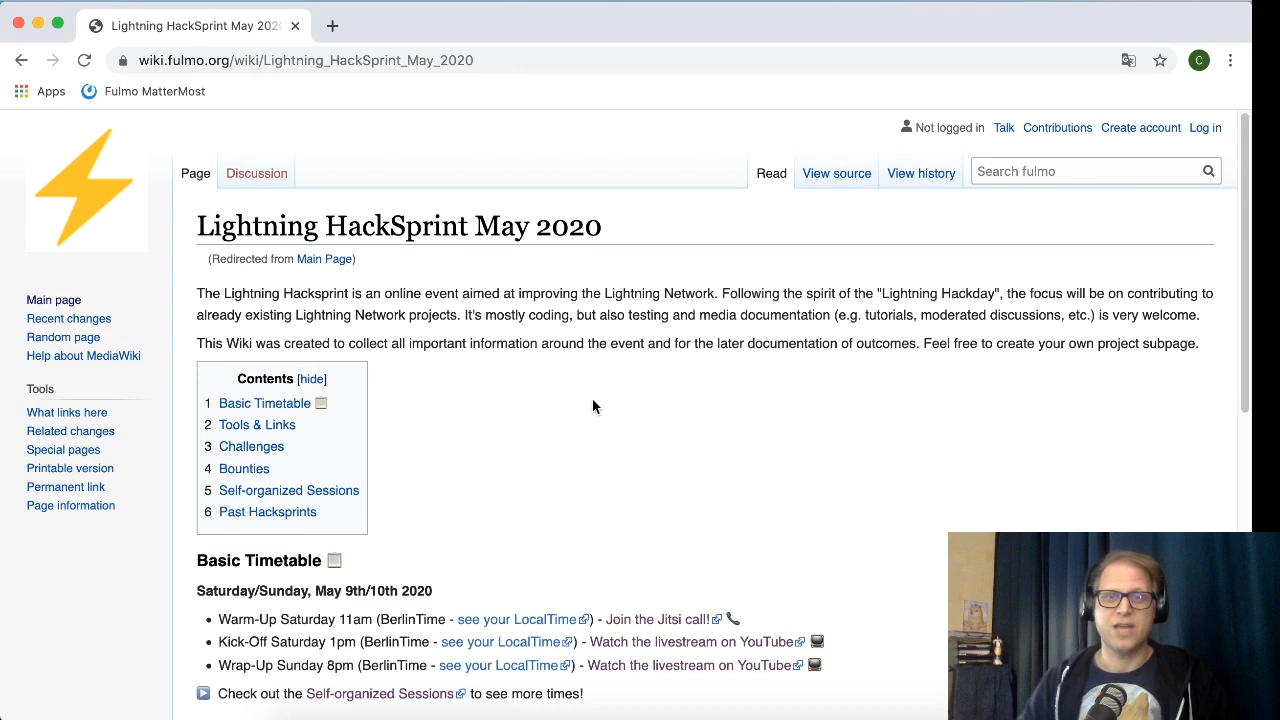 Lightning HackSprint May 202
wiki.fulmo.org/wiki/Lightning_HackSprint_May_2020
C
Apps Fulmo MatterMost
Not logged in Talk Contributions Create account Log in
Page Discussion Read View source View history Search fulmo
Lightning HackSprint May 2020
(Redirected from Main Page)
The Lightning Hacksprint is an online event aimed at improving the Lightning Network. Following the spirit of the "Lightning Hackday", the focus will be on contributing to
already existing Lightning Network projects. It's mostly coding, but also testing and media documentation (e.g. tutorials, moderated discussions, etc.) is very welcome.
This Wiki was created to collect all important information around the event and for the later documentation of outcomes. Feel free to create your own project subpage.
Main page
Recent changes
Random page
Help about MediaWiki
Tools
What links here
Related changes
Special pages
Printable version
Permanent link
Page information
Contents [hide]
1 Basic Timetable
2 Tools & Links
3 Challenges
4 Bounties
5 Self-organized Sessions
6 Past Hacksprints
Basic Timetable
Saturday/Sunday, May 9th/10th 2020
• Warm-Up Saturday 11am (BerlinTime - see your LocalTime) - Join the Jitsi call!
• Kick-Off Saturday 1pm (BerlinTime - see your LocalTime) - Watch the livestream on YouTube
• Wrap-Up Sunday 8pm (BerlinTime - see your LocalTime) - Watch the livestream on YouTube
Check out the Self-organized Sessions to see more times!